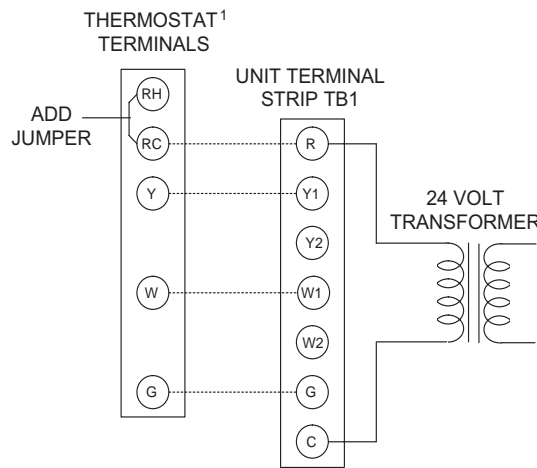 THERMOSTAT¹
TERMINALS
UNIT TERMINAL
STRIP TB1
ADD
JUMPER
24 VOLT
TRANSFORMER
RH
RC
Y
W
G
R
Y1
Y2
W1
W2
G
C